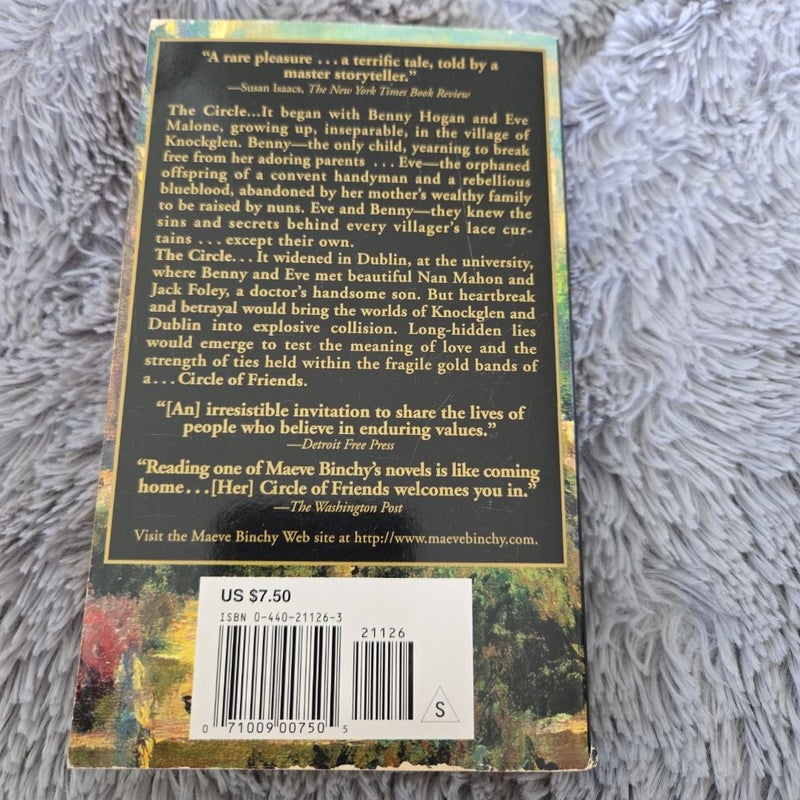 “A rare pleasure . . . a terrific tale, told by a
master storyteller.”
—Susan Isaacs, The New York Times Book Review
The Circle...It began with Benny Hogan and Eve
Malone, growing up, inseparable, in the village of
Knockglen. Benny—the only child, yearning to break
free from her adoring parents . . . Eve—the orphaned
offspring of a convent handyman and a rebellious
blueblood, abandoned by her mother’s wealthy family
to be raised by nuns. Eve and Benny—they knew the
sins and secrets behind every villager’s lace cur-
tains . . . except their own.
The Circle... It widened in Dublin, at the university,
where Benny and Eve met beautiful Nan Mahon and
Jack Foley, a doctor’s handsome son. But heartbreak
and betrayal would bring the worlds of Knockglen and
Dublin into explosive collision. Long-hidden lies
would emerge to test the meaning of love and the
strength of ties held within the fragile gold bands of
a... Circle of Friends.
“[An] irresistible invitation to share the lives of
people who believe in enduring values.”
—Detroit Free Press
“Reading one of Maeve Binchy’s novels is like coming
home...[Her] Circle of Friends welcomes you in.”
—The Washington Post
Visit the Maeve Binchy Web site at http://www.maevebinchy.com.
US $7.50
ISBN 0-440-21126-3
21126
0 71009 00750 5
S